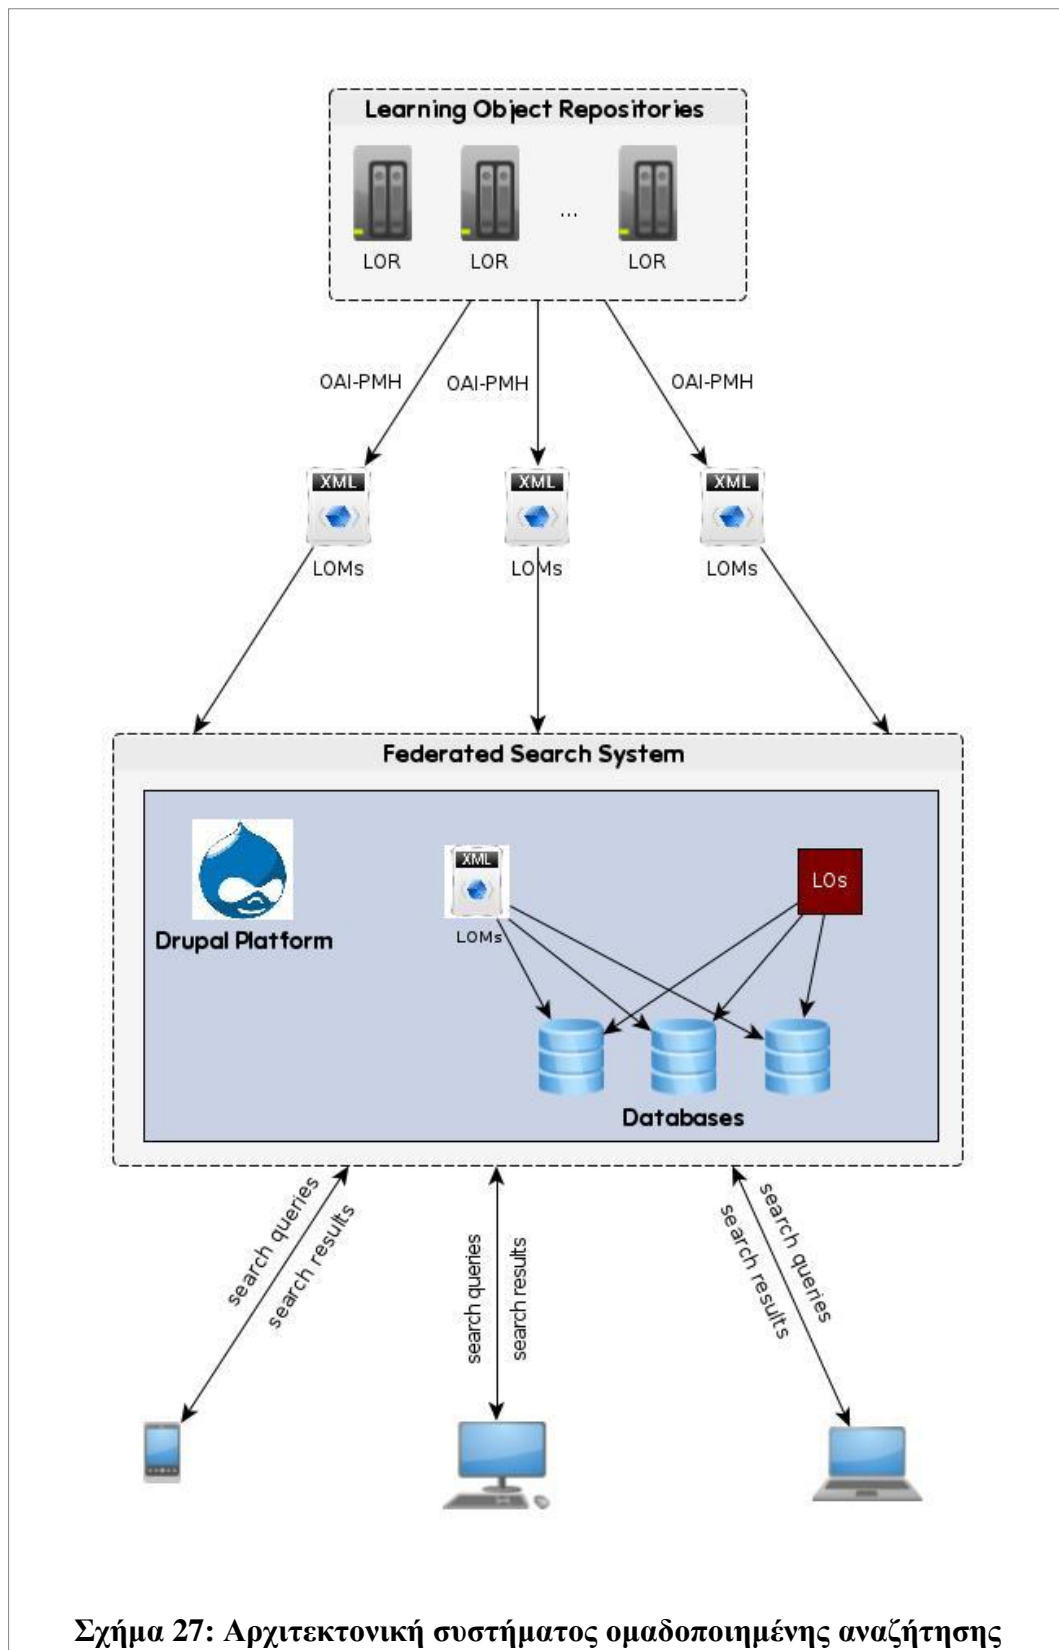 Learning Object Repositories
...
LOR
LOR
LOR
OAI-PMH
OAI-PMH
OAI-PMH
XML
XML
XML
LOMs
LOMs
LOMs
Federated Search System
XML
LOs
Drupal Platform
LOMs
Databases
search queries
search results
search queries
search results
search queries
search results
Σχήμα 27: Αρχιτεκτονική συστήματος ομαδοποιημένης αναζήτησης